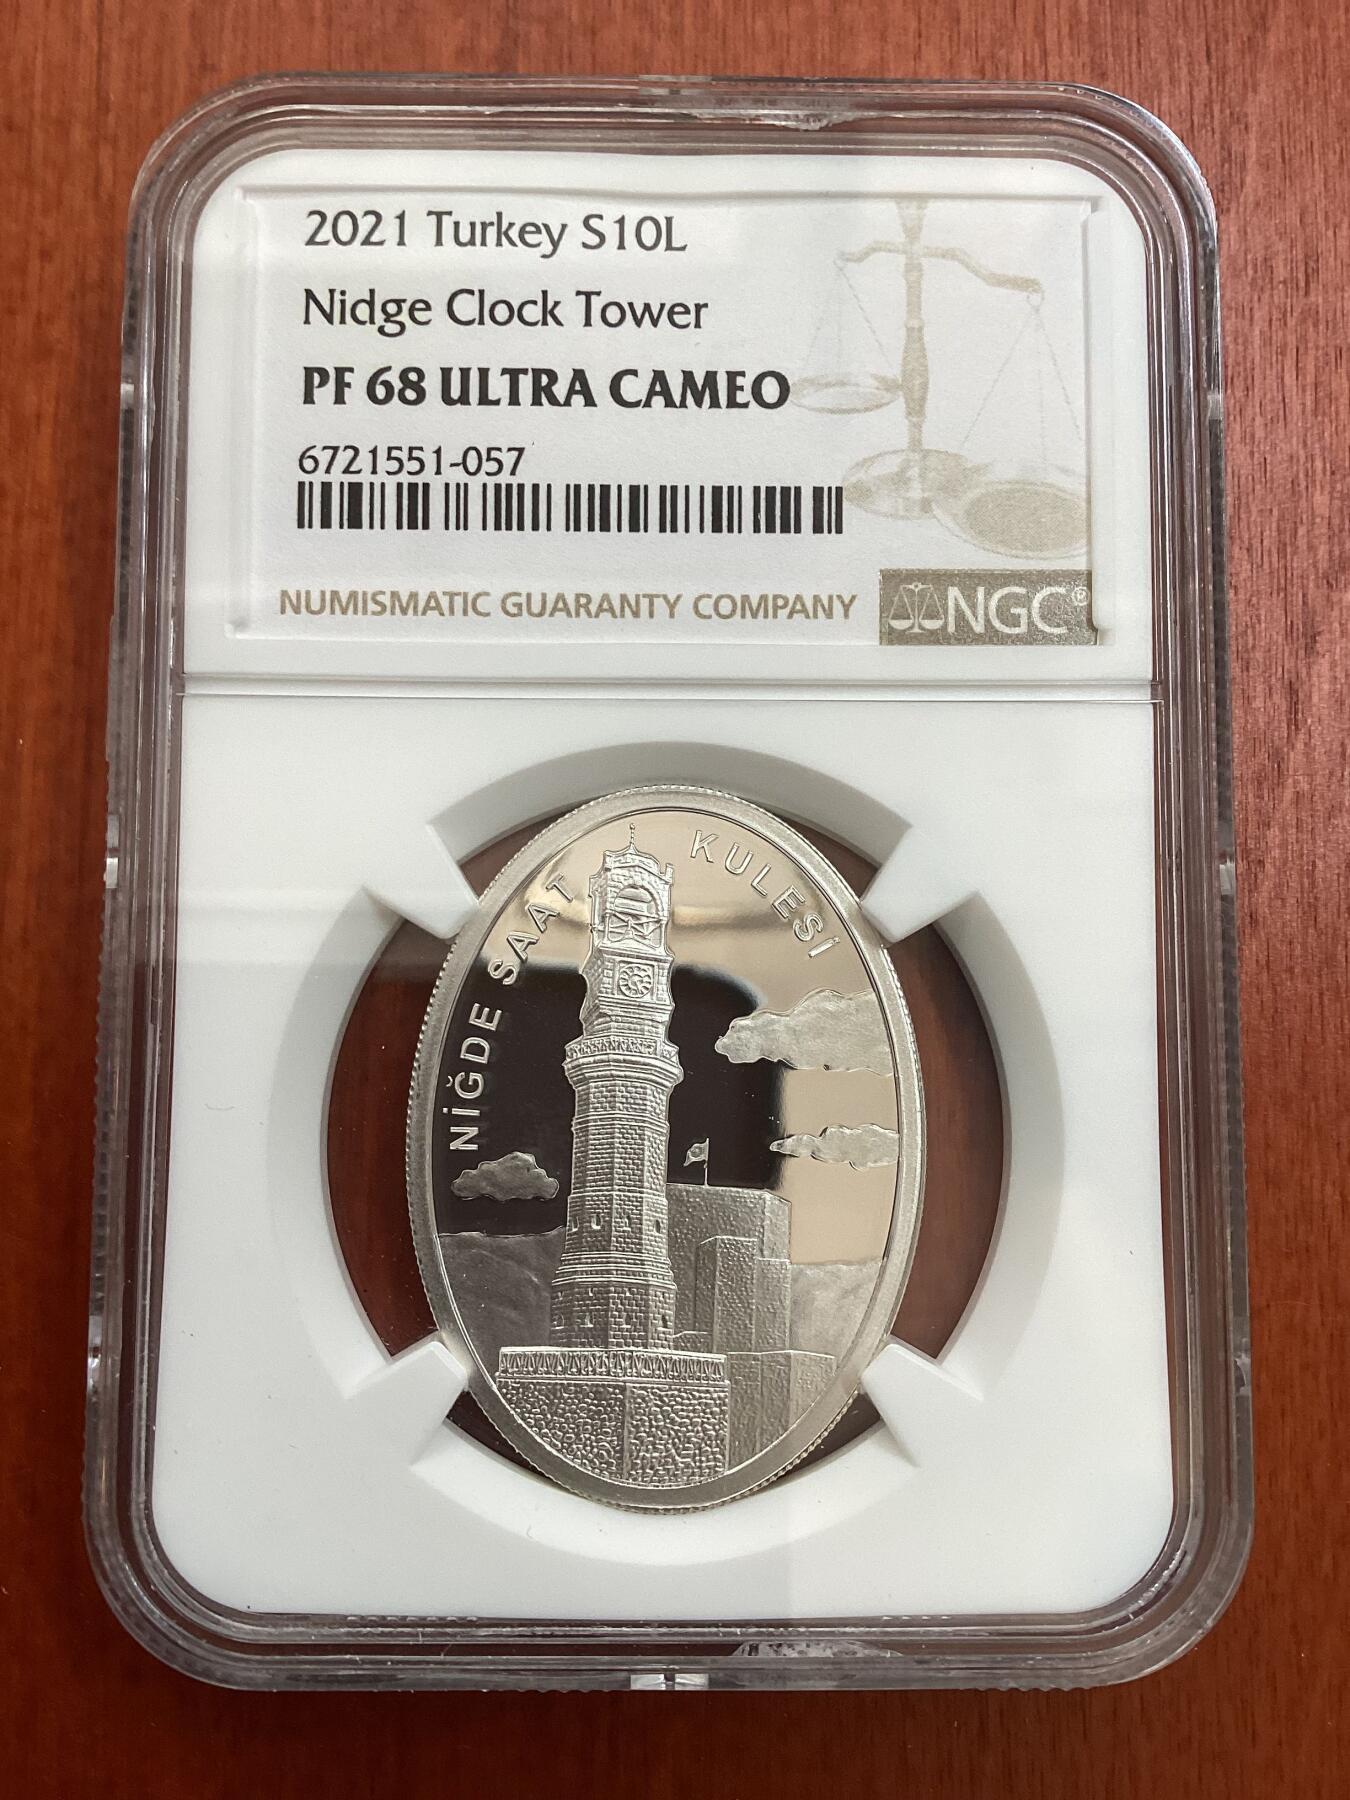 2021 Turkey S10L
Nidge Clock Tower
PF 68 ULTRA CAMEO
6721551-057
NUMISMATIC GUARANTY COMPANY
NGC®
NİĞDE SAAT KULESİ